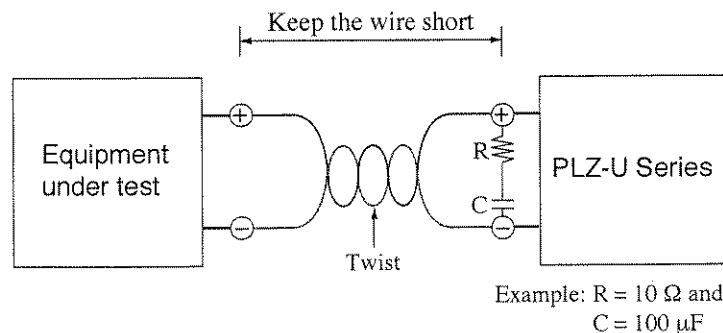 Keep the wire short
+
+
Equipment
under test
R
C
PLZ-U Series
−
−
Twist
Example: R = 10 Ω and
C = 100 μF